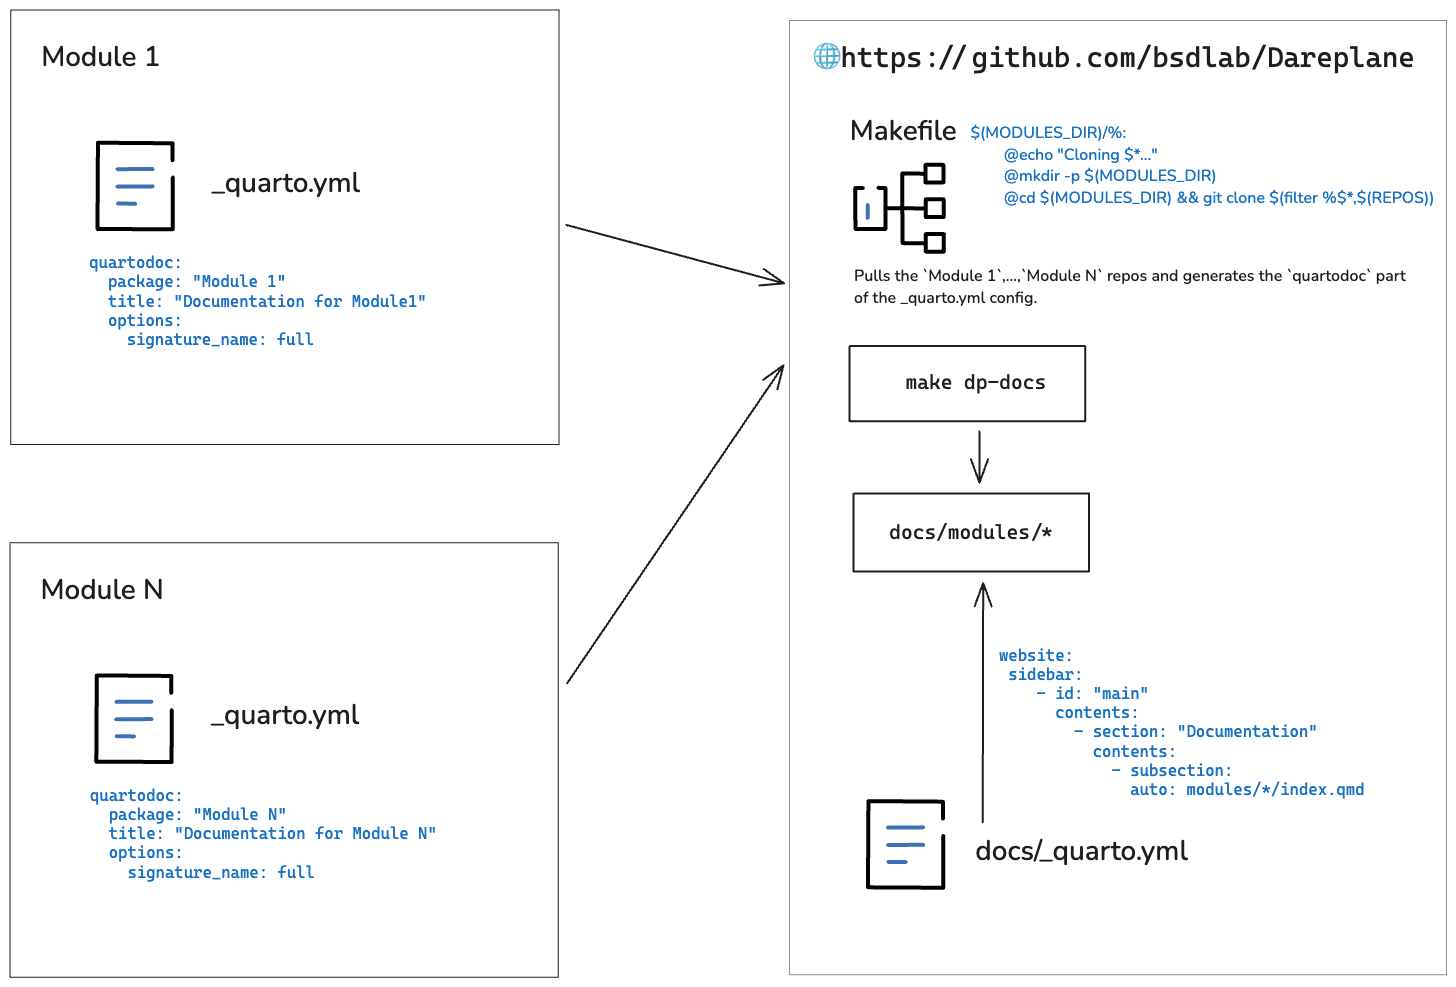 Module 1
_quarto.yml
quartodoc:
package: "Module 1"
title: "Documentation for Module1"
options:
signature_name: full
Module N
_quarto.yml
quartodoc:
package: "Module N"
title: "Documentation for Module N"
options:
signature_name: full
https://github.com/bsdlab/Dareplane
Makefile
$(MODULES_DIR)/%:
@echo "Cloning $*..."
@mkdir -p $(MODULES_DIR)
@cd $(MODULES_DIR) && git clone $(filter %$*,$(REPOS))
Pulls the `Module 1`,...,`Module N` repos and generates the `quartodoc` part
of the _quarto.yml config.
make dp-docs
docs/modules/*
website:
sidebar:
- id: "main"
contents:
- section: "Documentation"
contents:
- subsection:
auto: modules/*/index.qmd
docs/_quarto.yml